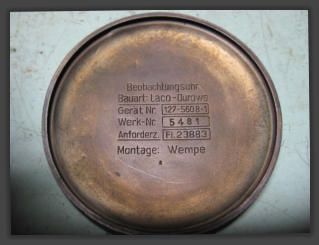 Beobachtungsuhr
Bauart: Laco-Durowe
Gerät Nr. 127-560B-1
Werk-Nr. 5481
Anforderz. Fl.23883
Montage: Wempe